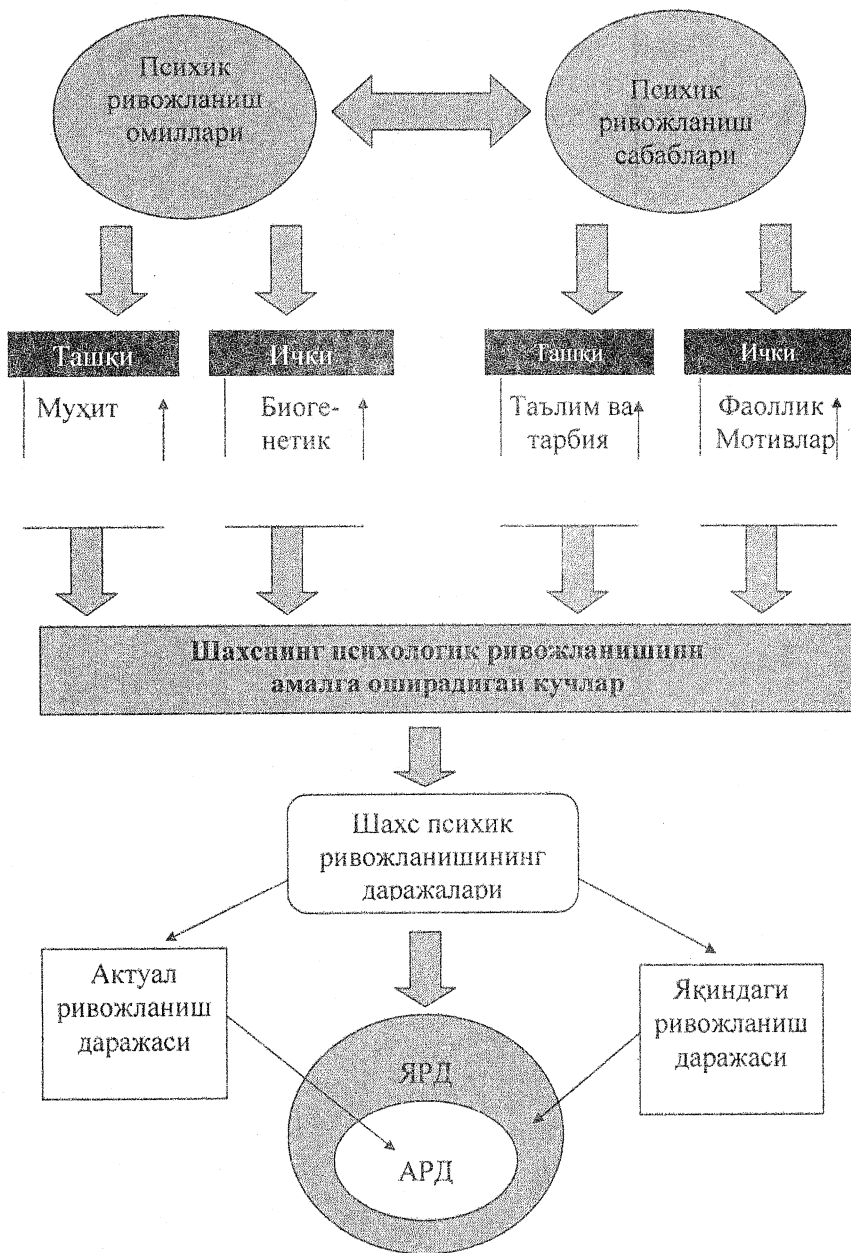 Психик
ривожланиш
омиллари
Психик
ривожланиш
сабаблари
Ташқи
Ички
Ташқи
Ички
Муҳит
Биоге-
нетик
Таълим ва
тарбия
Фаоллик
Мотивлар
Шахснинг психологик ривожланишини
амалга оширадиган кучлар
Шахс психик
ривожланишининг
даражалари
Актуал
ривожланиш
даражаси
Яқиндаги
ривожланиш
даражаси
ЯРД
АРД